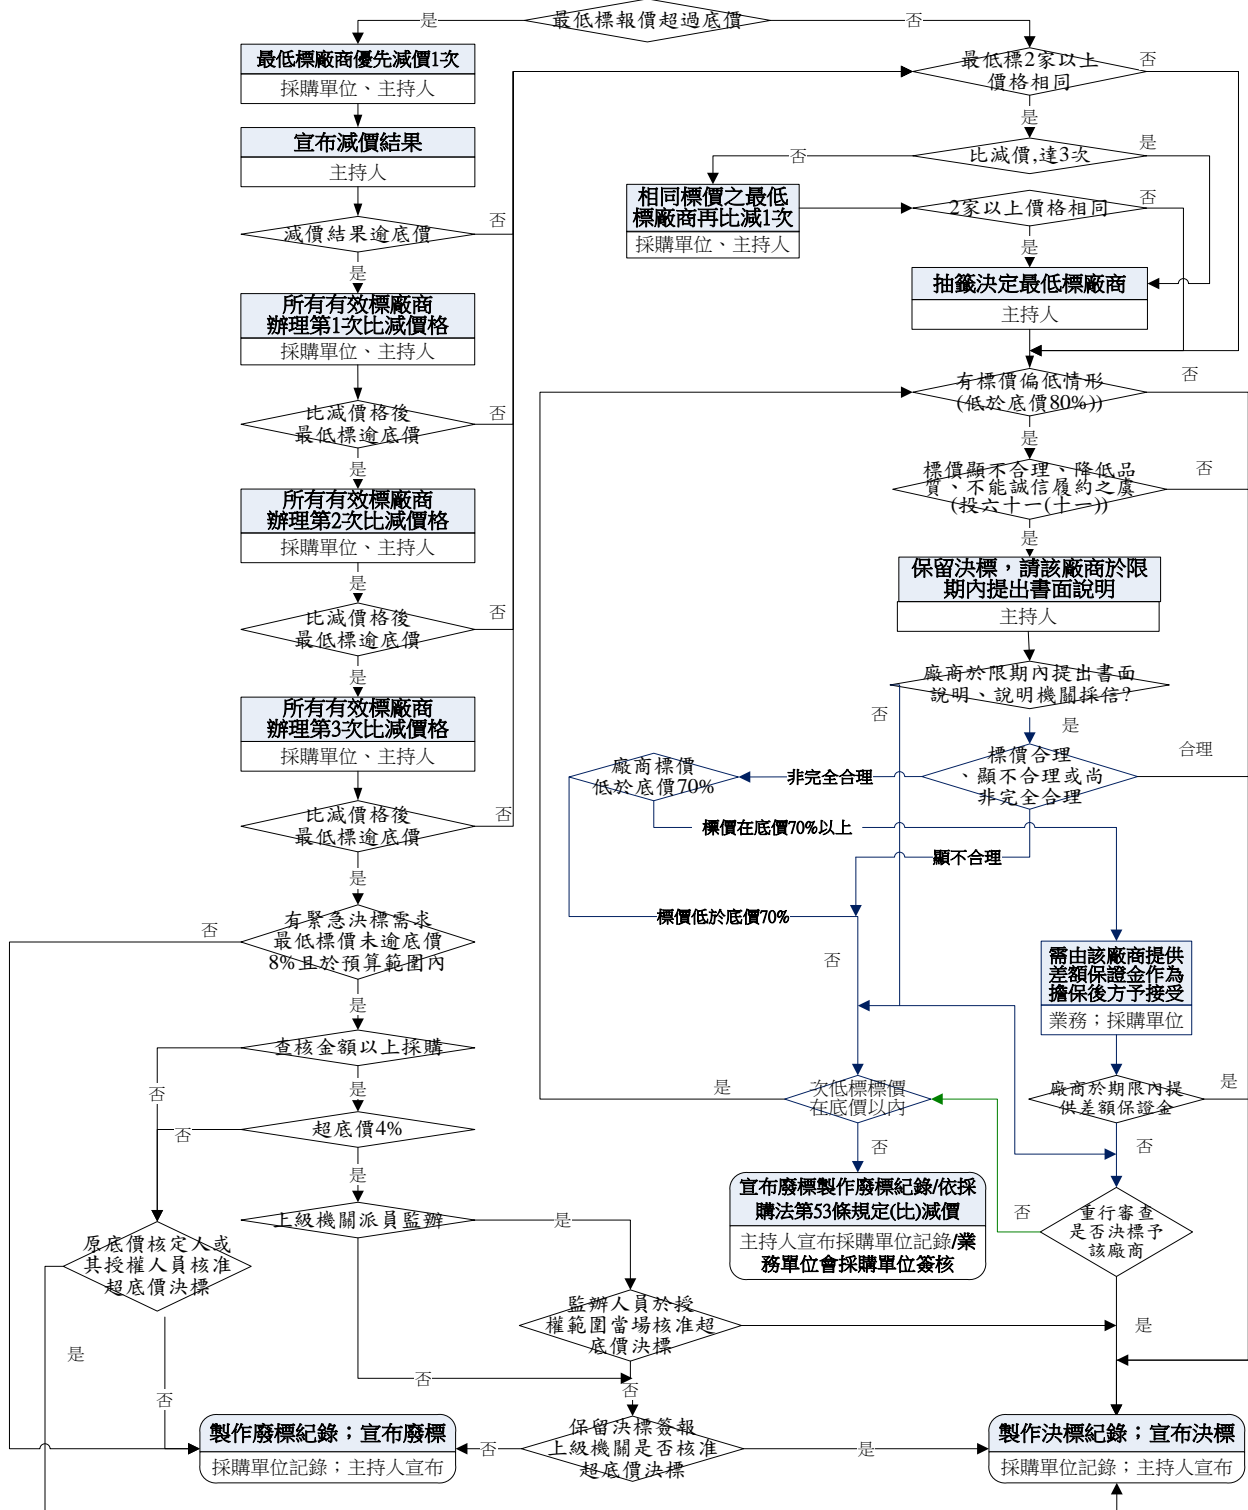 最低標報價超過底價
是
否
最低標廠商優先減價1次
採購單位、主持人
宣布減價結果
主持人
減價結果逾底價
否
是
所有有效標廠商
辦理第1次比減價格
採購單位、主持人
比減價格後
最低標逾底價
否
是
所有有效標廠商
辦理第2次比減價格
採購單位、主持人
比減價格後
最低標逾底價
否
是
所有有效標廠商
辦理第3次比減價格
採購單位、主持人
比減價格後
最低標逾底價
否
是
有緊急決標需求
最低標價未逾底價
8%且於預算範圍內
否
是
查核金額以上採購
否
是
超底價4%
否
是
上級機關派員監辦
是
否
原底價核定人或
其授權人員核准
超底價決標
是
否
監辦人員於授
權範圍當場核准超
底價決標
是
否
保留決標簽報
上級機關是否核准
超底價決標
否
是
製作廢標紀錄；宣布廢標
採購單位記錄；主持人宣布
最低標2家以上
價格相同
否
是
比減價,達3次
否
是
相同標價之最低
標廠商再比減1次
採購單位、主持人
2家以上價格相同
否
是
抽籤決定最低標廠商
主持人
有標價偏低情形
(低於底價80%))
否
是
標價顯不合理、降低品
質、不能誠信履約之虞
(投六十一(十一))
否
是
保留決標，請該廠商於限
期內提出書面說明
主持人
廠商於限期內提出書面
說明、說明機關採信?
否
是
標價合理
、顯不合理或尚
非完全合理
合理
非完全合理
顯不合理
廠商標價
低於底價70%
標價在底價70%以上
標價低於底價70%
否
需由該廠商提供
差額保證金作為
擔保後方予接受
業務；採購單位
廠商於期限內提
供差額保證金
是
否
次低標標價
在底價以內
是
否
宣布廢標製作廢標紀錄/依採
購法第53條規定(比)減價
主持人宣布採購單位記錄/業
務單位會採購單位簽核
重行審查
是否決標予
該廠商
否
製作決標紀錄；宣布決標
採購單位記錄；主持人宣布